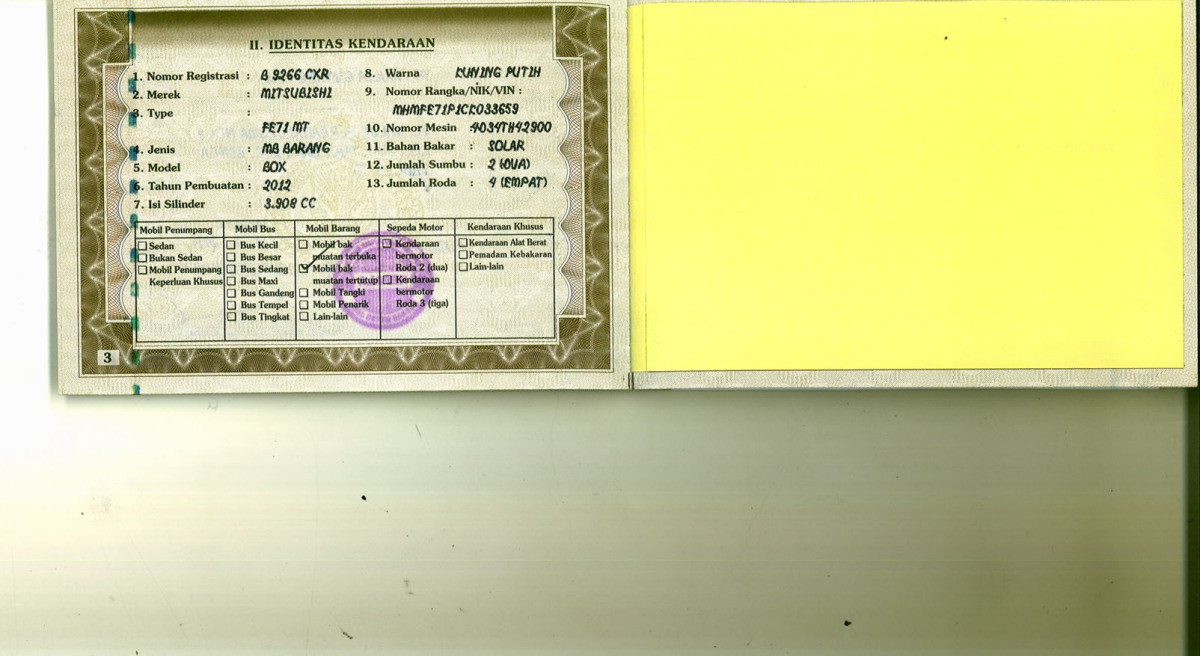 II. IDENTITAS KENDARAAN
1. Nomor Registrasi : B 9266 CXR
2. Merek : MITSUBISHI
3. Type :
FE71 MT
4. Jenis : MB BARANG
5. Model : BOX
6. Tahun Pembuatan : 2012
7. Isi Silinder : 3.908 CC
8. Warna KUNING PUTIH
9. Nomor Rangka/NIK/VIN :
MHMFE71P1CK033659
10. Nomor Mesin : 4D34TH42900
11. Bahan Bakar : SOLAR
12. Jumlah Sumbu : 2 (DUA)
13. Jumlah Roda : 4 (EMPAT)
Mobil Penumpang
Sedan
Bukan Sedan
Mobil Penumpang
Keperluan Khusus
Mobil Bus
Bus Kecil
Bus Besar
Bus Sedang
Bus Maxi
Bus Gandeng
Bus Tempel
Bus Tingkat
Mobil Barang
Mobil bak
muatan terbuka
Mobil bak
muatan tertutup
Mobil Tangki
Mobil Penarik
Lain-lain
Sepeda Motor
Kendaraan
bermotor
Roda 2 (dua)
Kendaraan
bermotor
Roda 3 (tiga)
Kendaraan Khusus
Kendaraan Alat Berat
Pemadam Kebakaran
Lain-lain
3